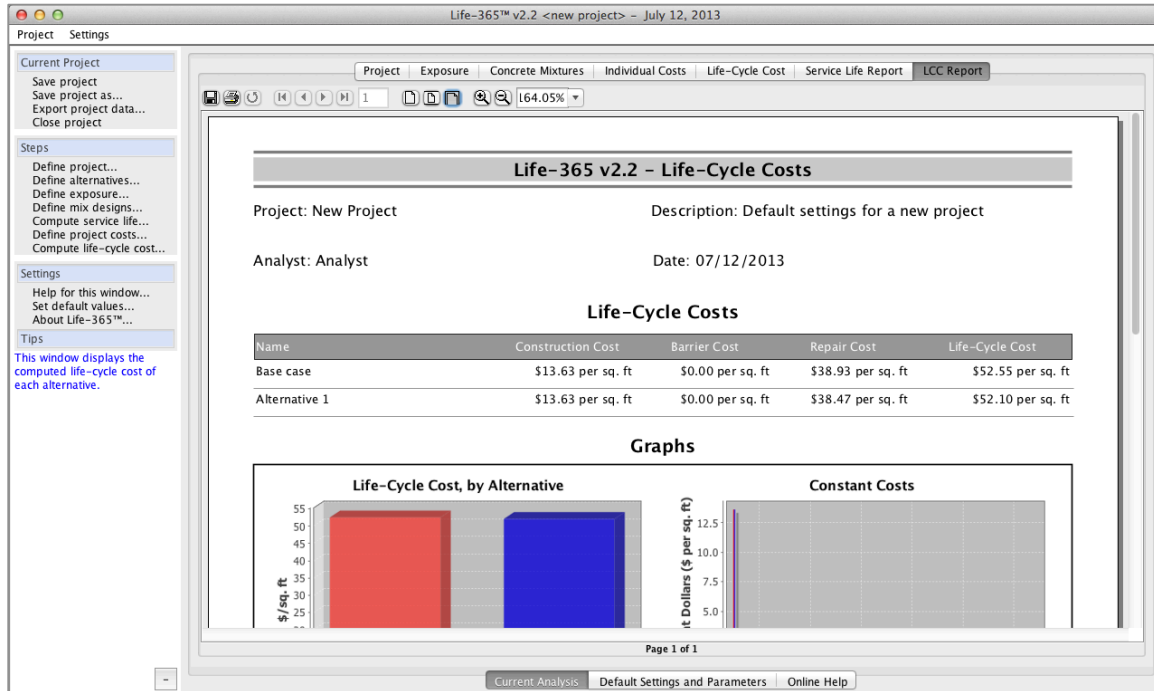 Life-365™ v2.2 <new project> – July 12, 2013
Project Settings
Current Project
Save project
Save project as...
Export project data...
Close project
Steps
Define project...
Define alternatives...
Define exposure...
Define mix designs...
Compute service life...
Define project costs...
Compute life-cycle cost...
Settings
Help for this window...
Set default values...
About Life-365™...
Tips
This window displays the
computed life-cycle cost of
each alternative.
–
Project Exposure Concrete Mixtures Individual Costs Life-Cycle Cost Service Life Report LCC Report
1 164.05%
Life-365 v2.2 – Life-Cycle Costs
Project: New Project Description: Default settings for a new project
Analyst: Analyst Date: 07/12/2013
Life-Cycle Costs
Name Construction Cost Barrier Cost Repair Cost Life-Cycle Cost
Base case $13.63 per sq. ft $0.00 per sq. ft $38.93 per sq. ft $52.55 per sq. ft
Alternative 1 $13.63 per sq. ft $0.00 per sq. ft $38.47 per sq. ft $52.10 per sq. ft
Graphs
Life-Cycle Cost, by Alternative
55
50
45
40
35
30
25
$/sq. ft
Constant Costs
12.5
10.0
7.5
5.0
Dollars ($ per sq. ft)
Page 1 of 1
Current Analysis Default Settings and Parameters Online Help